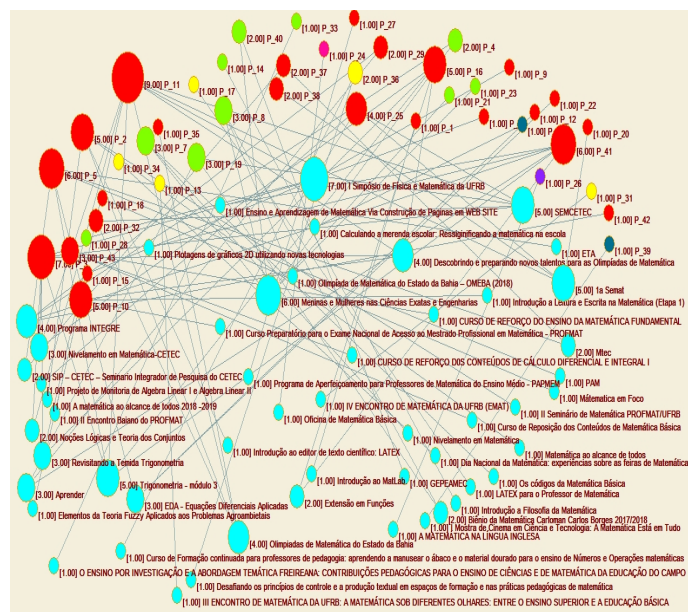 [1.00] P_27
[1.00] P_33
[2.00] P_40
[1.00] P_24
[2.00] P_29
[2.00] P_4
[1.00] P_14
[2.00] P_37
[2.00] P_36
[5.00] P_16
[1.00] P_9
[9.00] P_11
[1.00] P_17
[2.00] P_38
[1.00] P_23
[1.00] P_21
[1.00] P_22
[3.00] P_8
[4.00] P_25
[1.00] P_1
[1.00] P_12
[1.00] P_20
[5.00] P_2
[1.00] P_35
[3.00] P_7
[6.00] P_41
[3.00] P_19
[1.00] P_34
[6.00] P_5
[1.00] P_13
[7.00] I Simpósio de Física e Matemática da UFRB
[1.00] P_26
[1.00] P_31
[1.00] P_18
[1.00] Ensino e Aprendizagem de Matemática Via Construção de Paginas em WEB SITE
[5.00] SEMCETEC
[1.00] P_42
[2.00] P_32
[1.00] Calculando a merenda escolar: Ressignificando a matemática na escola
[1.00] P_28
[1.00] Plotagens de gráficos 2D utilizando novas tecnologias
[1.00] ETA
[1.00] P_39
[3.00] P_43
[4.00] Descobrindo e preparando novos talentos para as Olimpíadas de Matemática
[1.00] P_15
[1.00] Olimpíada de Matemática do Estado da Bahia – OMEBA (2018)
[5.00] 1a Semat
[5.00] P_10
[6.00] Meninas e Mulheres nas Ciências Exatas e Engenharias
[1.00] Introdução a Leitura e Escrita na Matemática (Etapa 1)
[4.00] Programa INTEGRE
[1.00] CURSO DE REFORÇO DO ENSINO DA MATEMÁTICA FUNDAMENTAL
[1.00] Curso Preparatório para o Exame Nacional de Acesso ao Mestrado Profissional em Matemática - PROFMAT
[3.00] Nivelamento em Matemática-CETEC
[2.00] Mtec
[1.00] CURSO DE REFORÇO DOS CONTEÚDOS DE CÁLCULO DIFERENCIAL E INTEGRAL I
[2.00] SIP – CETEC – Seminario Integrador de Pesquisa do CETEC
[1.00] Programa de Aperfeiçoamento para Professores de Matemática do Ensino Médio - PAPMEM
[1.00] PAM
[1.00] Projeto de Monitoria de Algebra Linear I e Algebra Linear II
[1.00] Mátematica em Foco
[1.00] A matemática ao alcance de todos 2018 -2019
[1.00] IV ENCONTRO DE MATEMÁTICA DA UFRB (EMAT)
[1.00] II Seminário de Matemática PROFMAT/UFRB
[1.00] II Encontro Baiano do PROFMAT
[1.00] Oficina de Matemática Básica
[1.00] Curso de Reposição dos Conteúdos de Matemática Básica
[2.00] Noções Lógicas e Teoria dos Conjuntos
[1.00] Nivelamento em Matemática
[3.00] Revisitando a Temida Trigonometria
[1.00] Introdução ao editor de texto científico: LATEX
[1.00] Matemática ao alcance de todos
[1.00] Dia Nacional da Matemática: experiências sobre as feiras de Matemática
[5.00] Trigonometria - módulo 3
[1.00] Introdução ao MatLab
[1.00] GEPEAMEC
[1.00] Os códigos da Matemática Básica
[3.00] Aprender
[1.00] LATEX para o Professor de Matemática
[3.00] EDA - Equações Diferenciais Aplicadas
[2.00] Extensão em Funções
[1.00] Introdução a Filosofia da Matemática
[1.00] Elementos da Teoria Fuzzy Aplicados aos Problemas Agroambietais
[2.00] Biênio da Matemática Carloman Carlos Borges 2017/2018
[1.00] Mostra de Cinema em Ciência e Tecnologia: A Matemática Está em Tudo
[4.00] Olimpiadas de Matemática do Estado da Bahia
[1.00] A MATEMÁTICA NA LÍNGUA INGLESA
[1.00] Curso de Formação continuada para professores de pedagogia: aprendendo a manusear o ábaco e o material dourado para o ensino de Números e Operações matemáticas
[1.00] O ENSINO POR INVESTIGAÇÃO E A ABORDAGEM TEMÁTICA FREIREANA: CONTRIBUIÇÕES PEDAGÓGICAS PARA O ENSINO DE CIÊNCIAS E DE MATEMÁTICA DA EDUCAÇÃO DO CAMPO
[1.00] Desafiando os princípios de controle e a produção textual em espaços de formação e nas práticas pedagógicas de matemática
[1.00] III ENCONTRO DE MATEMÁTICA DA UFRB: A MATEMÁTICA SOB DIFERENTES OLHARES: ENTRE O ENSINO SUPERIOR E A EDUCAÇÃO BÁSICA